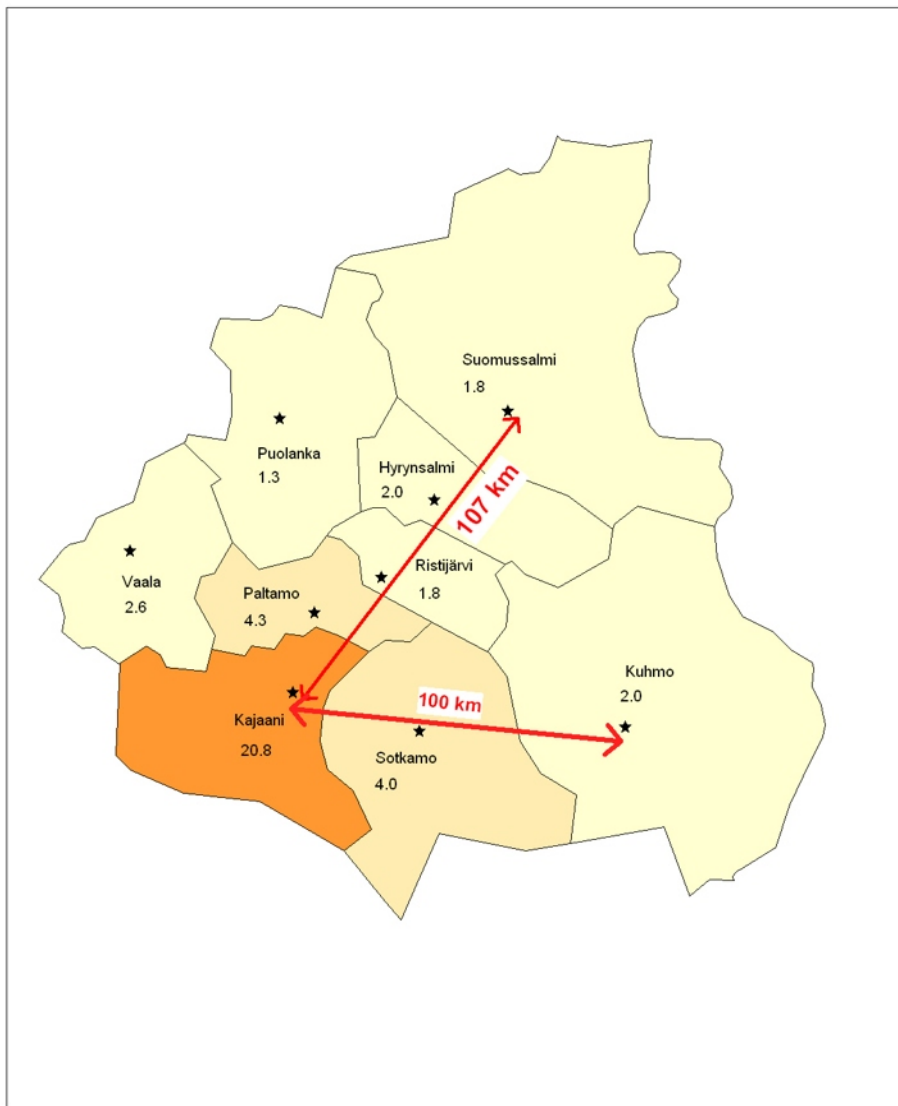 Suomussalmi
1.8
Puolanka
1.3
Hyrynsalmi
2.0
107 km
Ristijärvi
1.8
Vaala
2.6
Paltamo
4.3
Kuhmo
2.0
100 km
Kajaani
20.8
Sotkamo
4.0